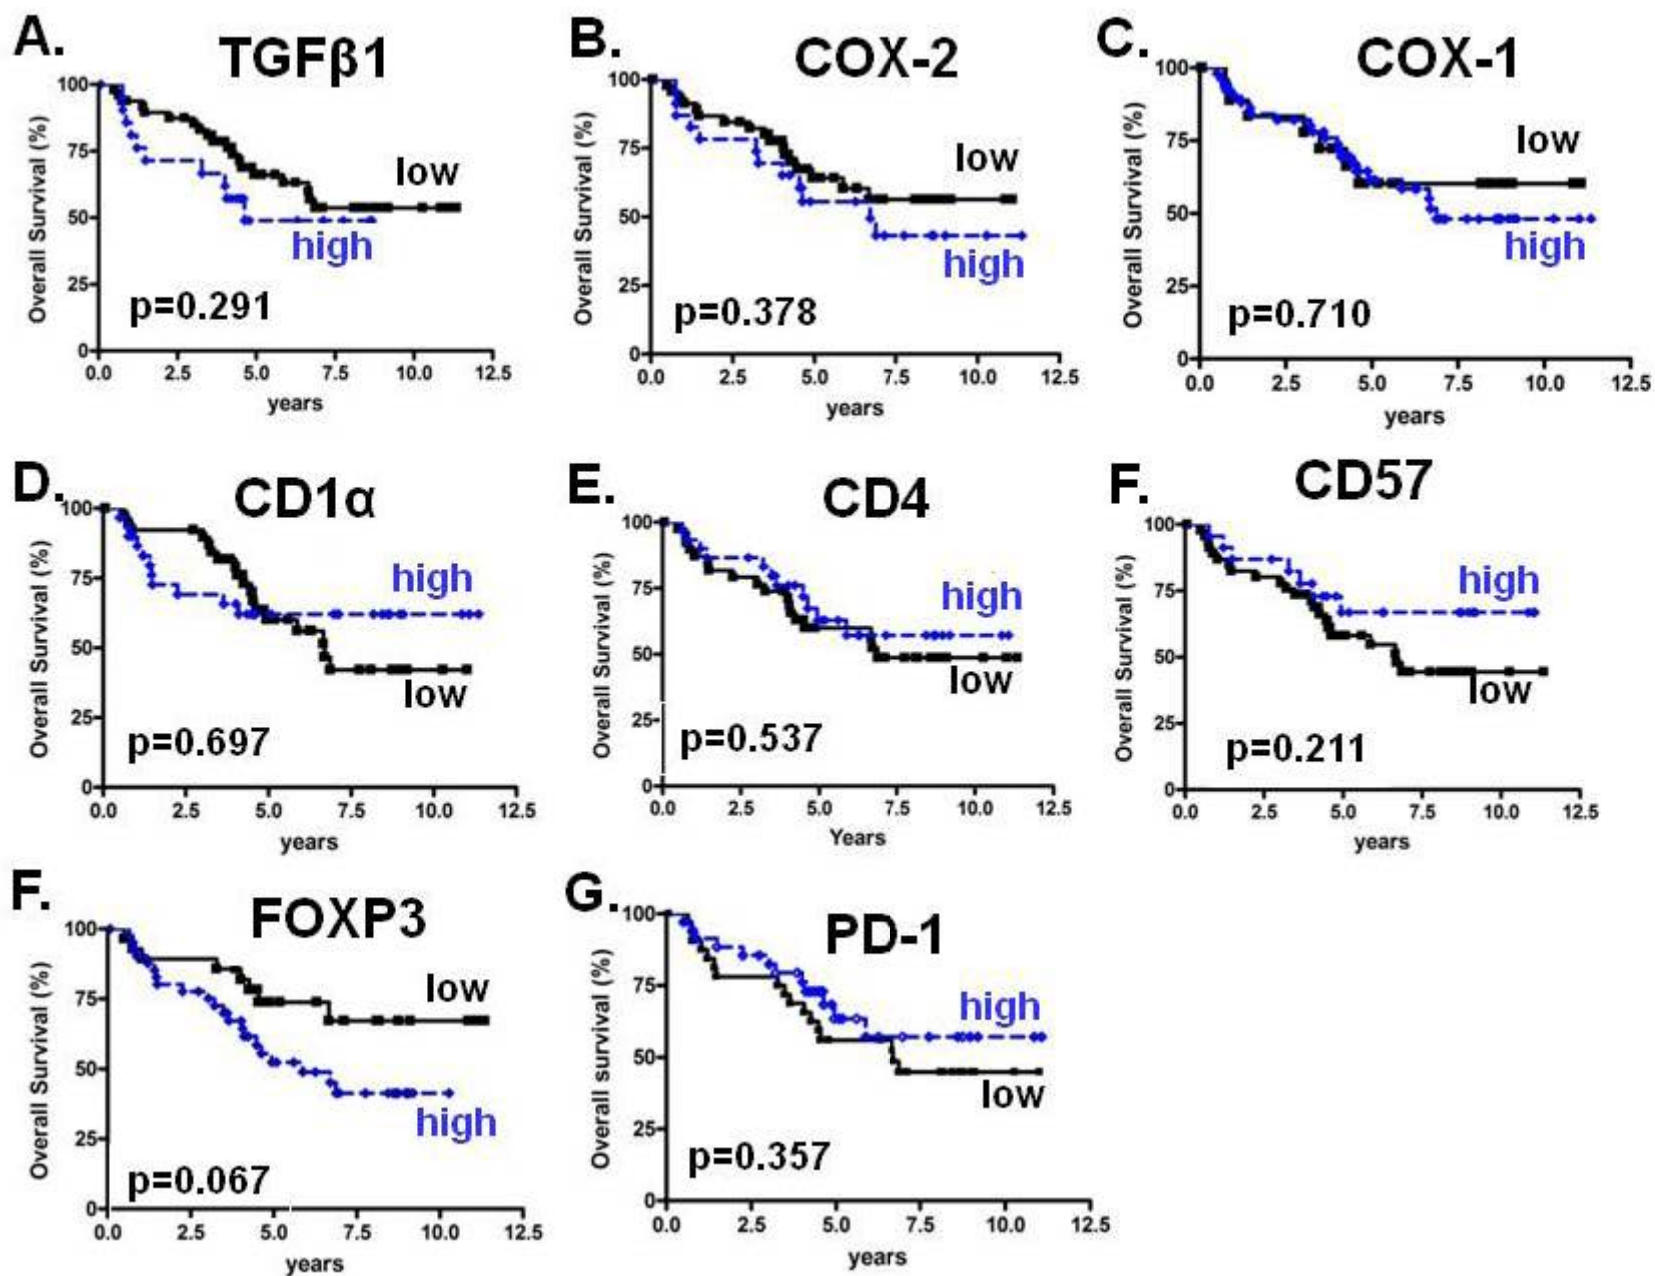 A. TGFβ1
Overall Survival (%)
100
75
50
25
0
low
high
p=0.291
0.0 2.5 5.0 7.5 10.0 12.5
years
B. COX-2
Overall Survival (%)
100
75
50
25
0
low
high
p=0.378
0.0 2.5 5.0 7.5 10.0 12.5
years
C. COX-1
Overall Survival (%)
100
75
50
25
0
low
high
p=0.710
0.0 2.5 5.0 7.5 10.0 12.5
years
D. CD1α
Overall Survival (%)
100
75
50
25
0
high
low
p=0.697
0.0 2.5 5.0 7.5 10.0 12.5
years
E. CD4
Overall Survival (%)
100
75
50
25
0
high
low
p=0.537
0.0 2.5 5.0 7.5 10.0 12.5
Years
F. CD57
Overall Survival (%)
100
75
50
25
0
high
low
p=0.211
0.0 2.5 5.0 7.5 10.0 12.5
years
F. FOXP3
Overall Survival (%)
100
75
50
25
0
low
high
p=0.067
0.0 2.5 5.0 7.5 10.0 12.5
years
G. PD-1
Overall survival (%)
100
75
50
25
0
high
low
p=0.357
0.0 2.5 5.0 7.5 10.0 12.5
years